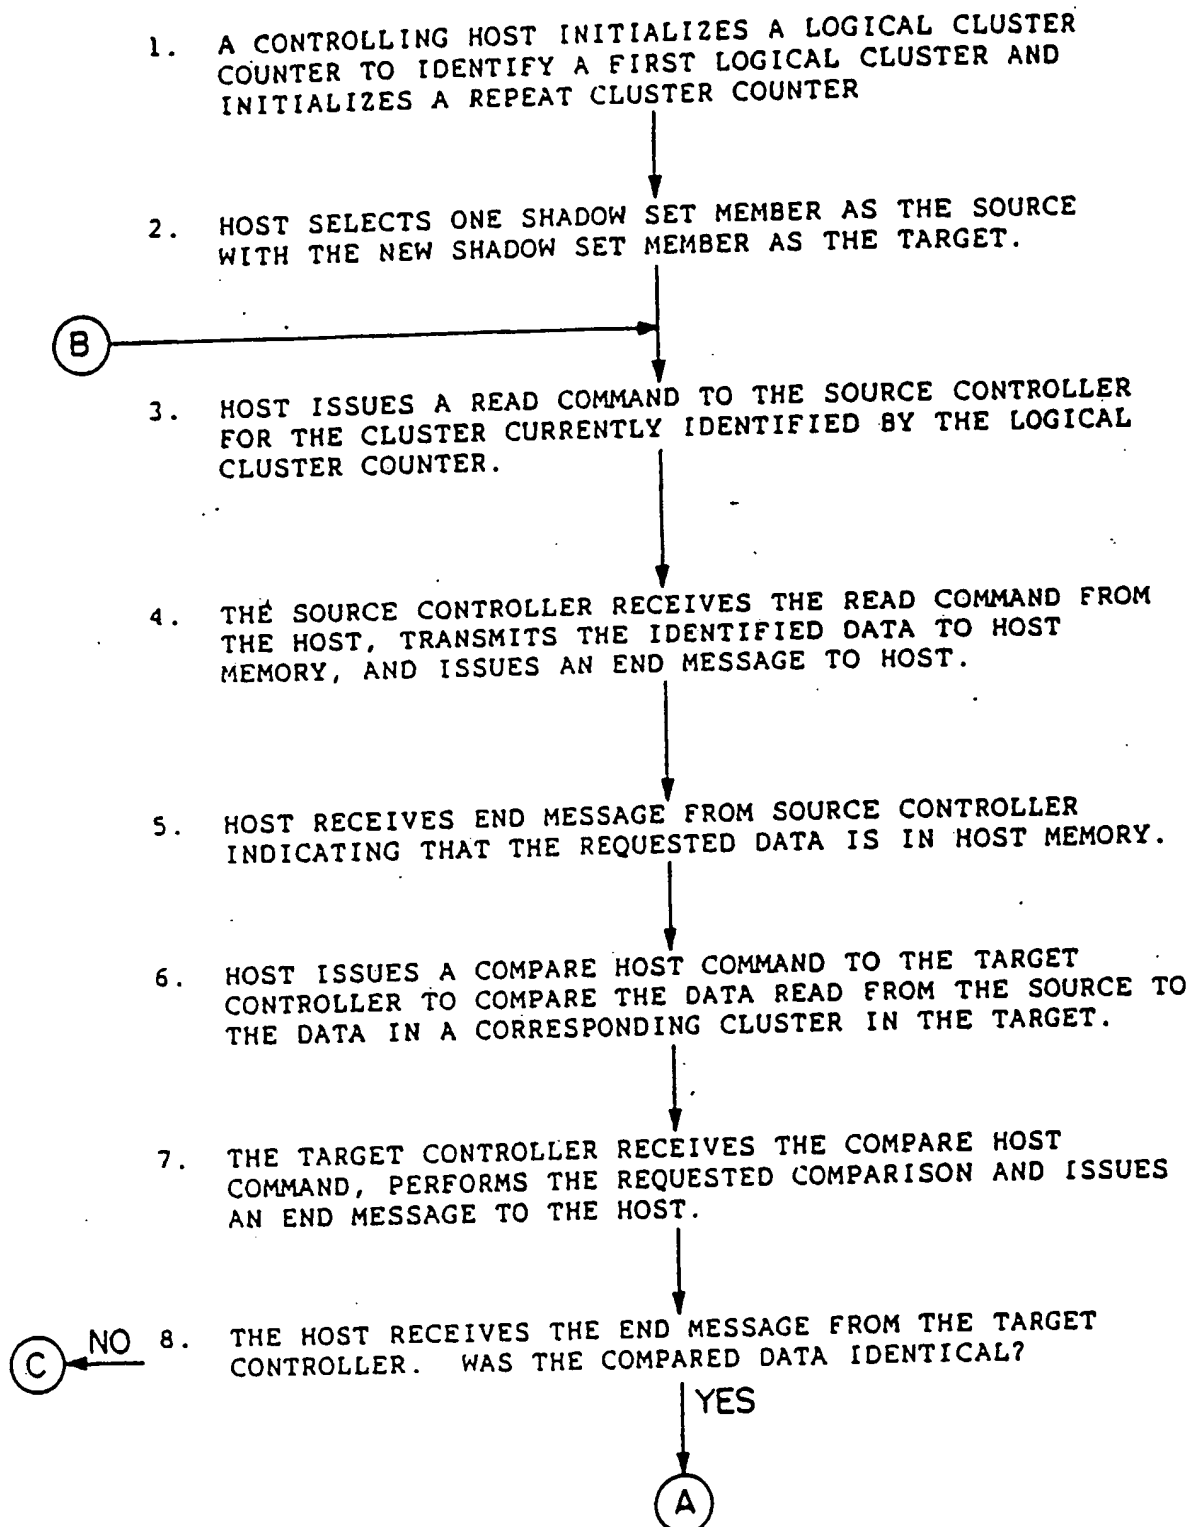 1. A CONTROLLING HOST INITIALIZES A LOGICAL CLUSTER
COUNTER TO IDENTIFY A FIRST LOGICAL CLUSTER AND
INITIALIZES A REPEAT CLUSTER COUNTER
2. HOST SELECTS ONE SHADOW SET MEMBER AS THE SOURCE
WITH THE NEW SHADOW SET MEMBER AS THE TARGET.
B
3. HOST ISSUES A READ COMMAND TO THE SOURCE CONTROLLER
FOR THE CLUSTER CURRENTLY IDENTIFIED BY THE LOGICAL
CLUSTER COUNTER.
4. THE SOURCE CONTROLLER RECEIVES THE READ COMMAND FROM
THE HOST, TRANSMITS THE IDENTIFIED DATA TO HOST
MEMORY, AND ISSUES AN END MESSAGE TO HOST.
5. HOST RECEIVES END MESSAGE FROM SOURCE CONTROLLER
INDICATING THAT THE REQUESTED DATA IS IN HOST MEMORY.
6. HOST ISSUES A COMPARE HOST COMMAND TO THE TARGET
CONTROLLER TO COMPARE THE DATA READ FROM THE SOURCE TO
THE DATA IN A CORRESPONDING CLUSTER IN THE TARGET.
7. THE TARGET CONTROLLER RECEIVES THE COMPARE HOST
COMMAND, PERFORMS THE REQUESTED COMPARISON AND ISSUES
AN END MESSAGE TO THE HOST.
C NO 8. THE HOST RECEIVES THE END MESSAGE FROM THE TARGET
CONTROLLER. WAS THE COMPARED DATA IDENTICAL?
YES
A